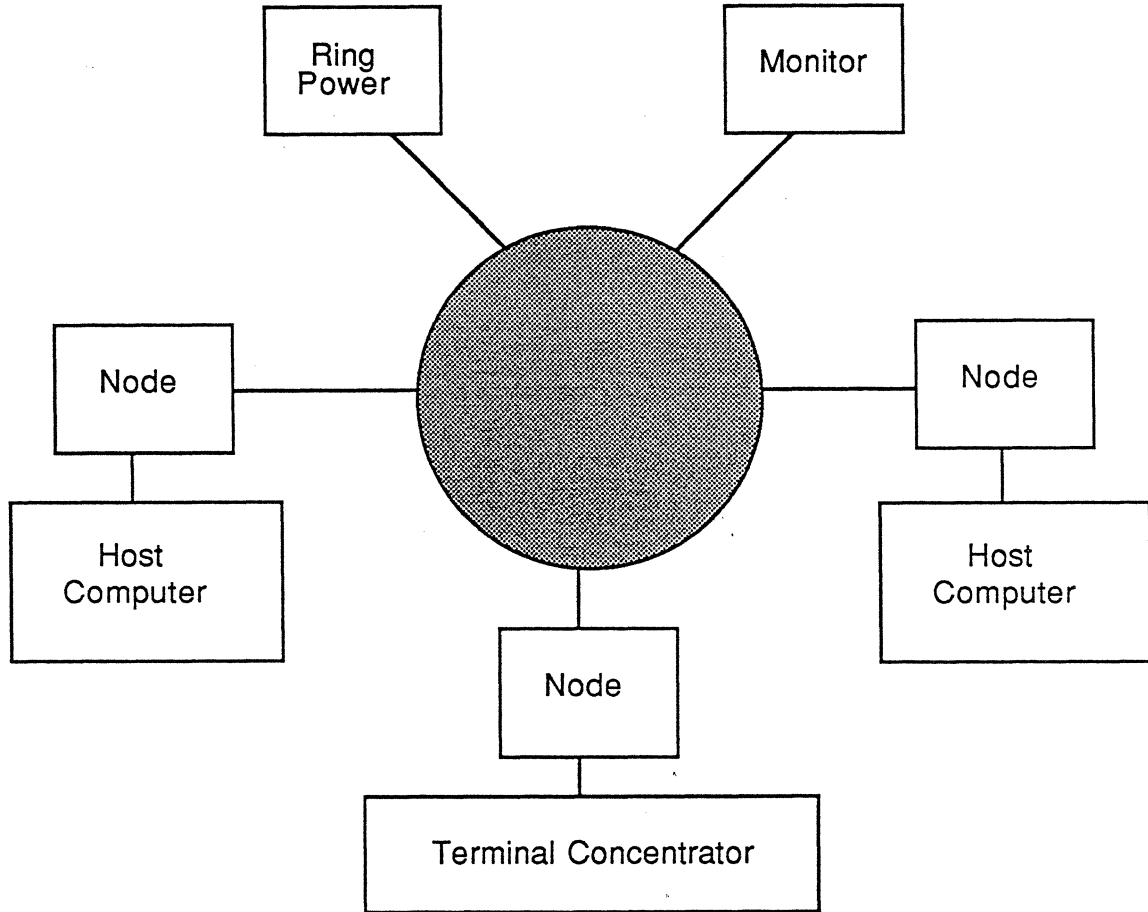 Ring
Power
Monitor
Node
Node
Host
Computer
Host
Computer
Node
Terminal Concentrator